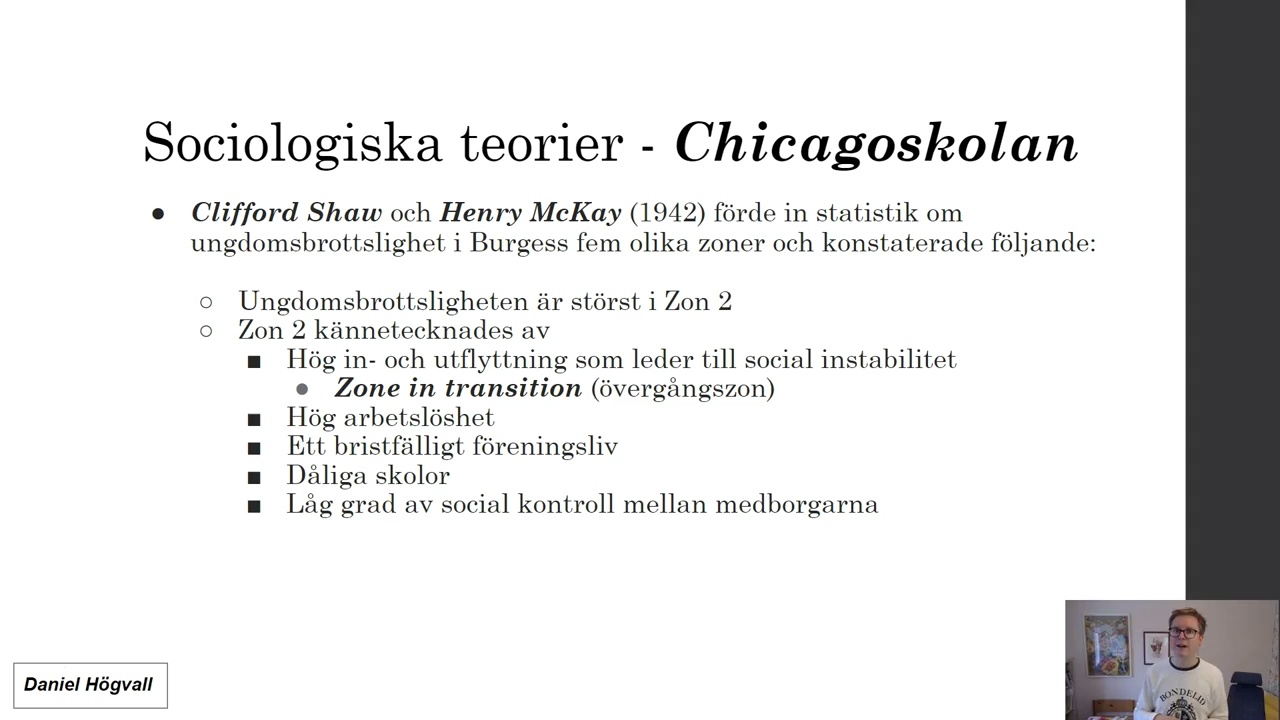 Sociologiska teorier - Chicagoskolan
● Clifford Shaw och Henry McKay (1942) förde in statistik om
ungdomsbrottslighet i Burgess fem olika zoner och konstaterade följande:
○ Ungdomsbrottsligheten är störst i Zon 2
○ Zon 2 kännetecknades av
■ Hög in- och utflyttning som leder till social instabilitet
● Zone in transition (övergångszon)
■ Hög arbetslöshet
■ Ett bristfälligt föreningsliv
■ Dåliga skolor
■ Låg grad av social kontroll mellan medborgarna
Daniel Högvall
BONDELID